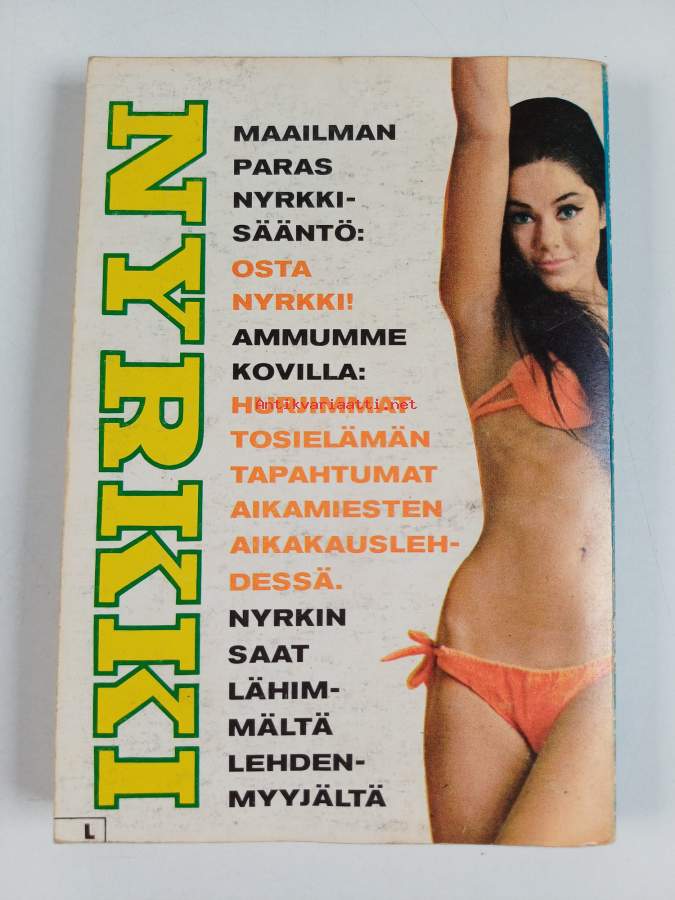 NYRKKI
MAAILMAN
PARAS
NYRKKI-
SÄÄNTÖ:
OSTA
NYRKKI!
AMMUMME
KOVILLA:
Antikvariaatti.net
TOSIELÄMÄN
TAPAHTUMAT
AIKAMIESTEN
AIKAKAUSLEH-
DESSÄ.
NYRKIN
SAAT
LÄHIM-
MÄLTÄ
LEHDEN-
MYYJÄLTÄ
L